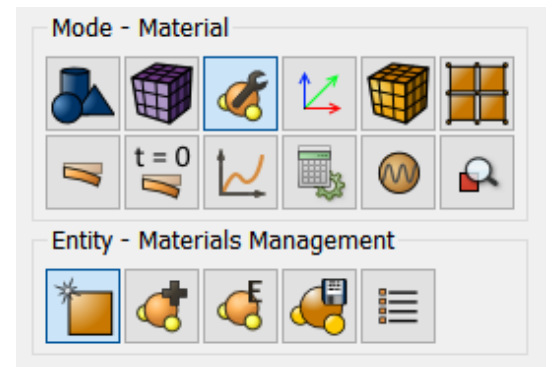 Mode - Material
t = 0
Entity - Materials Management
E